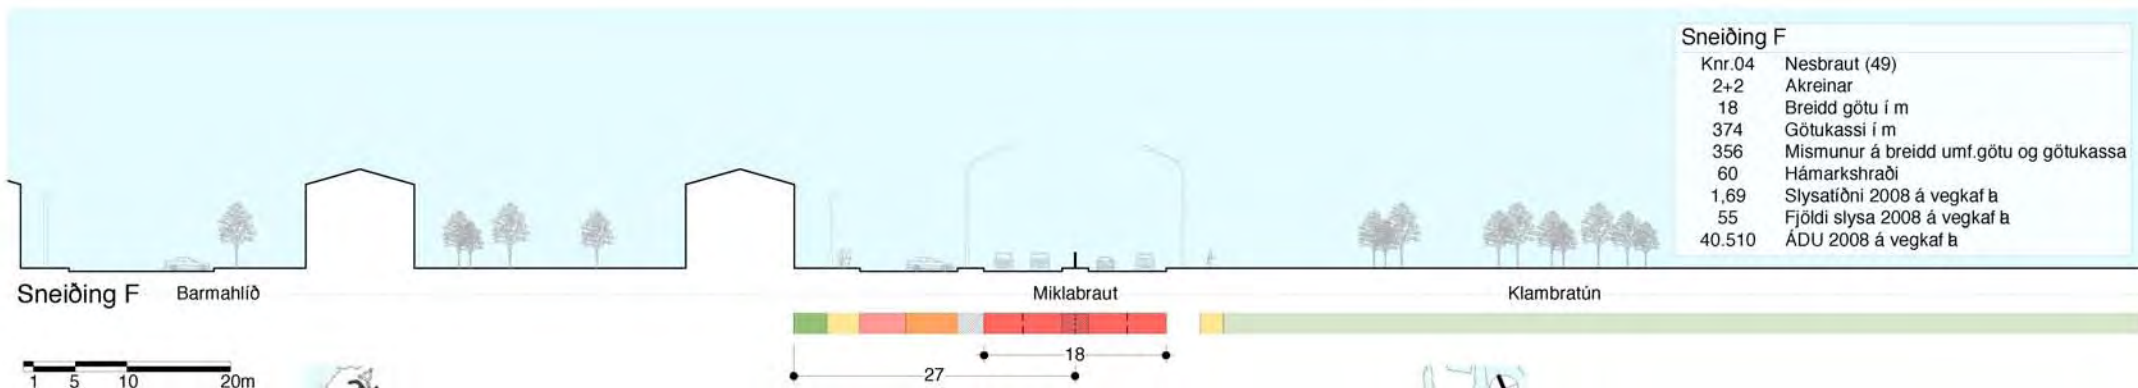 Sneiðing F
Knr.04 Nesbraut (49)
2+2 Akreinar
18 Breidd götu í m
374 Götukassi í m
356 Mismunur á breidd umf.götu og götukassa
60 Hámarkshraði
1,69 Slysatíðni 2008 á vegkafla
55 Fjöldi slysa 2008 á vegkafla
40.510 ÁDU 2008 á vegkafla
Sneiðing F Barmahlíð Miklabraut Klambratún
18
27
1 5 10 20m